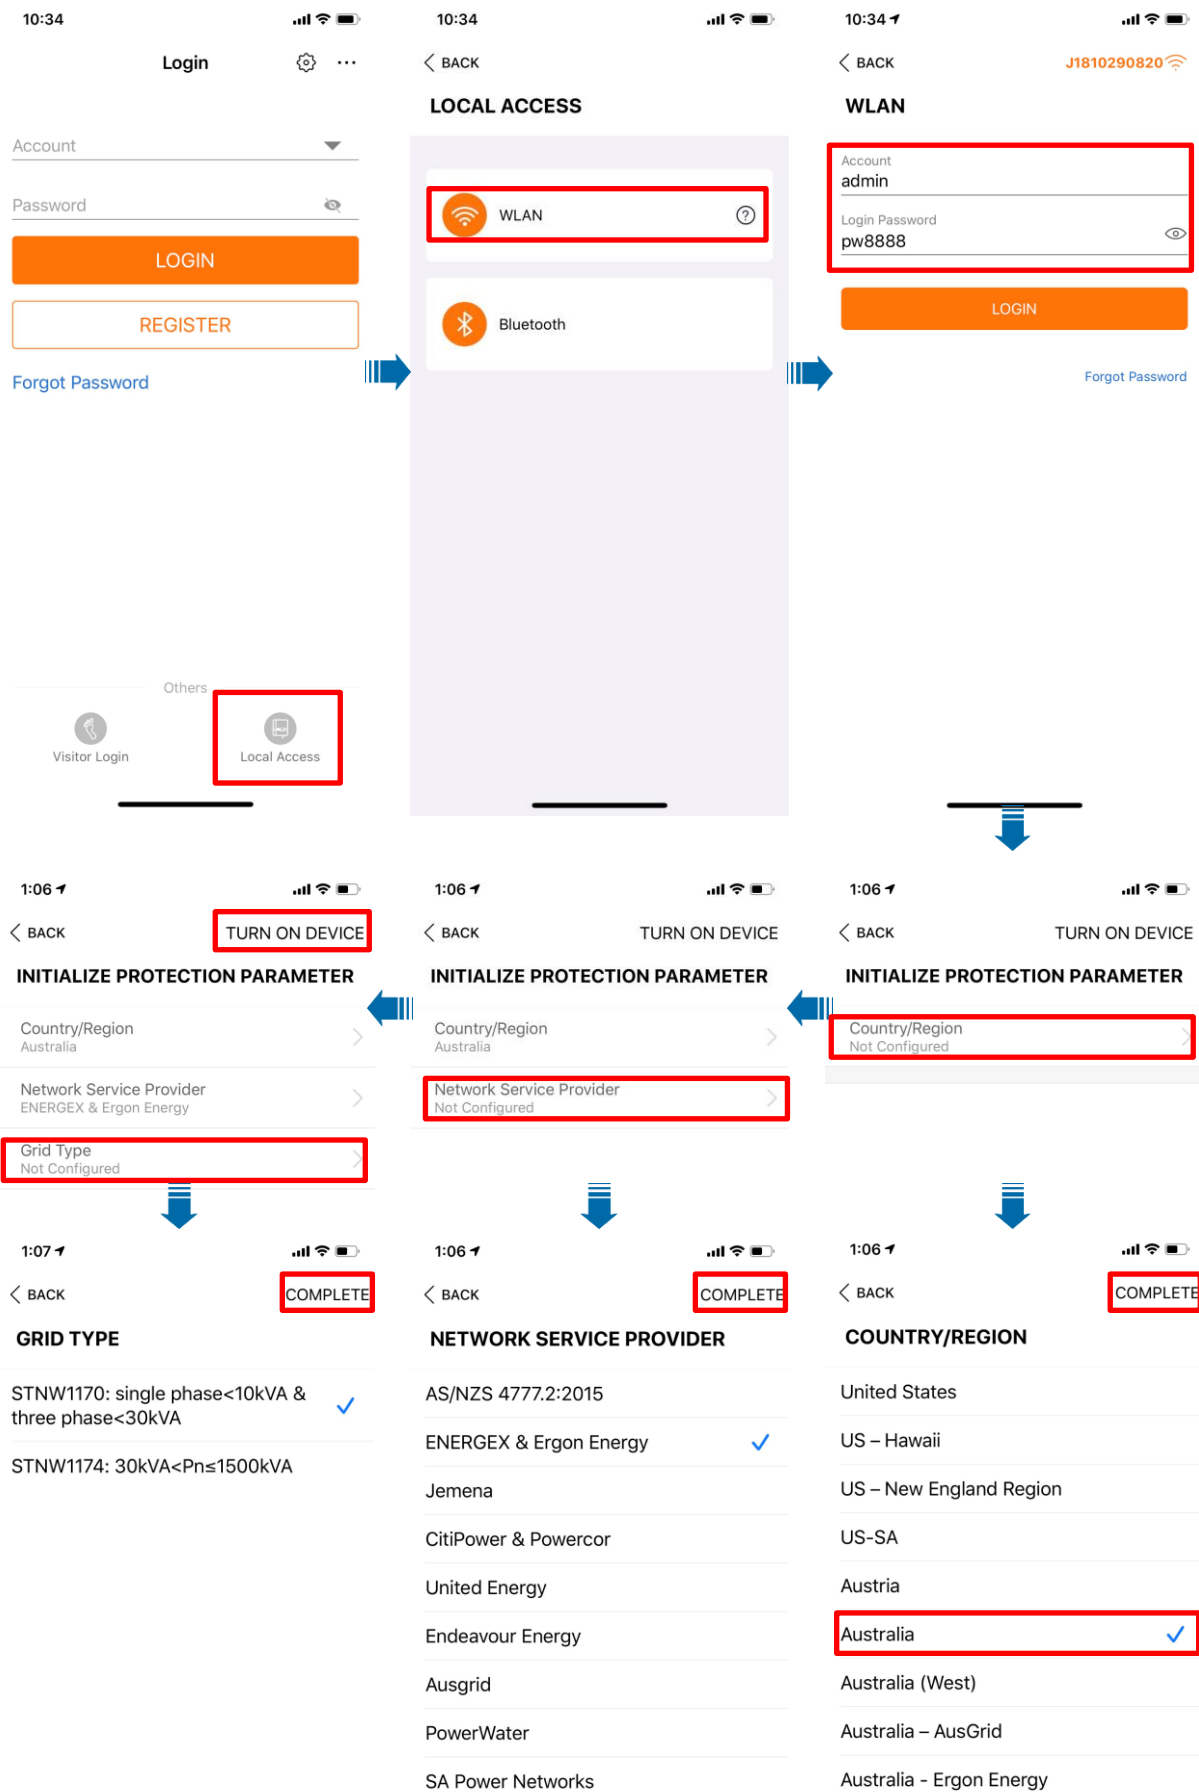 10:34
Login
Account
Password
LOGIN
REGISTER
Forgot Password
Others
Visitor Login
Local Access
10:34
BACK
LOCAL ACCESS
WLAN
?
Bluetooth
10:34
BACK
J1810290820
WLAN
Account
admin
Login Password
pw8888
LOGIN
Forgot Password
1:06
BACK
TURN ON DEVICE
INITIALIZE PROTECTION PARAMETER
Country/Region
Australia
Network Service Provider
ENERGEX & Ergon Energy
Grid Type
Not Configured
1:06
BACK
TURN ON DEVICE
INITIALIZE PROTECTION PARAMETER
Country/Region
Australia
Network Service Provider
Not Configured
1:06
BACK
TURN ON DEVICE
INITIALIZE PROTECTION PARAMETER
Country/Region
Not Configured
1:07
BACK
COMPLETE
GRID TYPE
STNW1170: single phase<10kVA &
three phase<30kVA
STNW1174: 30kVA<Pn≤1500kVA
1:06
BACK
COMPLETE
NETWORK SERVICE PROVIDER
AS/NZS 4777.2:2015
ENERGEX & Ergon Energy
Jemena
CitiPower & Powercor
United Energy
Endeavour Energy
Ausgrid
PowerWater
SA Power Networks
1:06
BACK
COMPLETE
COUNTRY/REGION
United States
US – Hawaii
US – New England Region
US-SA
Austria
Australia
Australia (West)
Australia – AusGrid
Australia - Ergon Energy